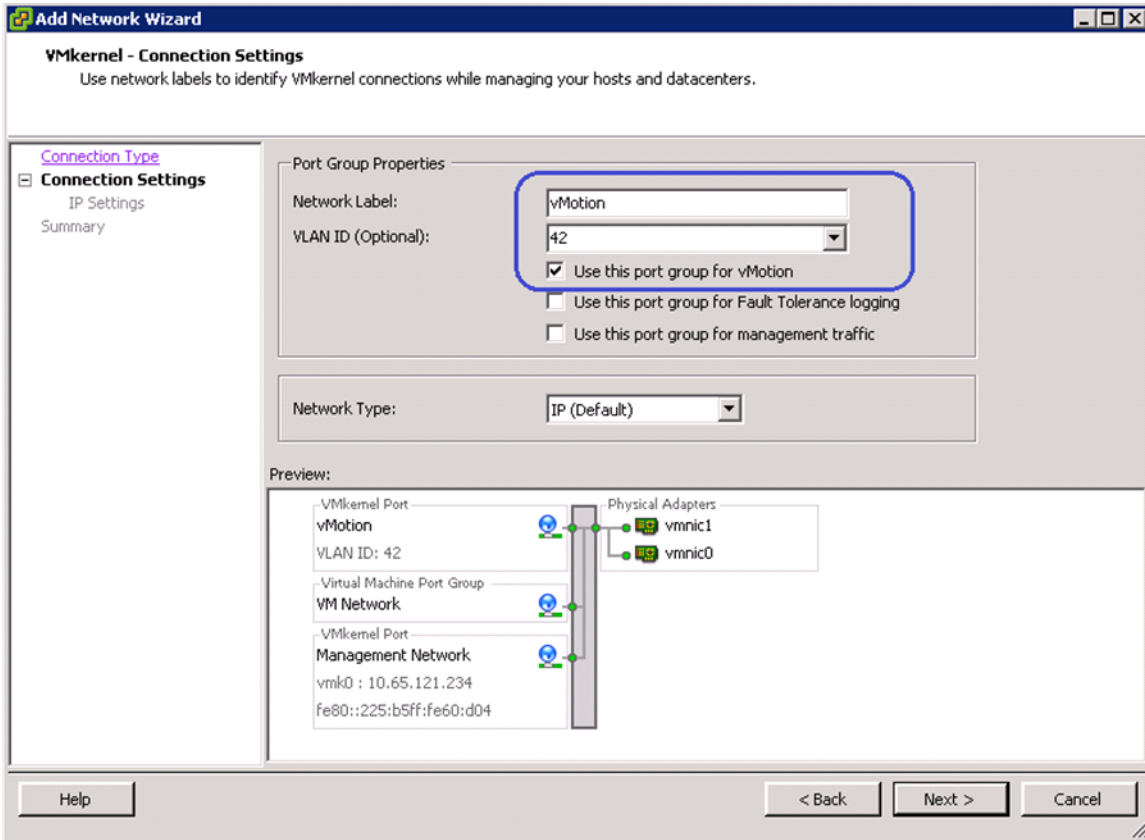 Add Network Wizard
VMkernel - Connection Settings
Use network labels to identify VMkernel connections while managing your hosts and datacenters.
Connection Type
Connection Settings
IP Settings
Summary
Port Group Properties
Network Label:
vMotion
VLAN ID (Optional):
42
Use this port group for vMotion
Use this port group for Fault Tolerance logging
Use this port group for management traffic
Network Type:
IP (Default)
Preview:
VMkernel Port
vMotion
VLAN ID: 42
Virtual Machine Port Group
VM Network
VMkernel Port
Management Network
vmk0 : 10.65.121.234
fe80::225:b5ff:fe60:d04
Physical Adapters
vmnic1
vmnic0
Help
< Back
Next >
Cancel